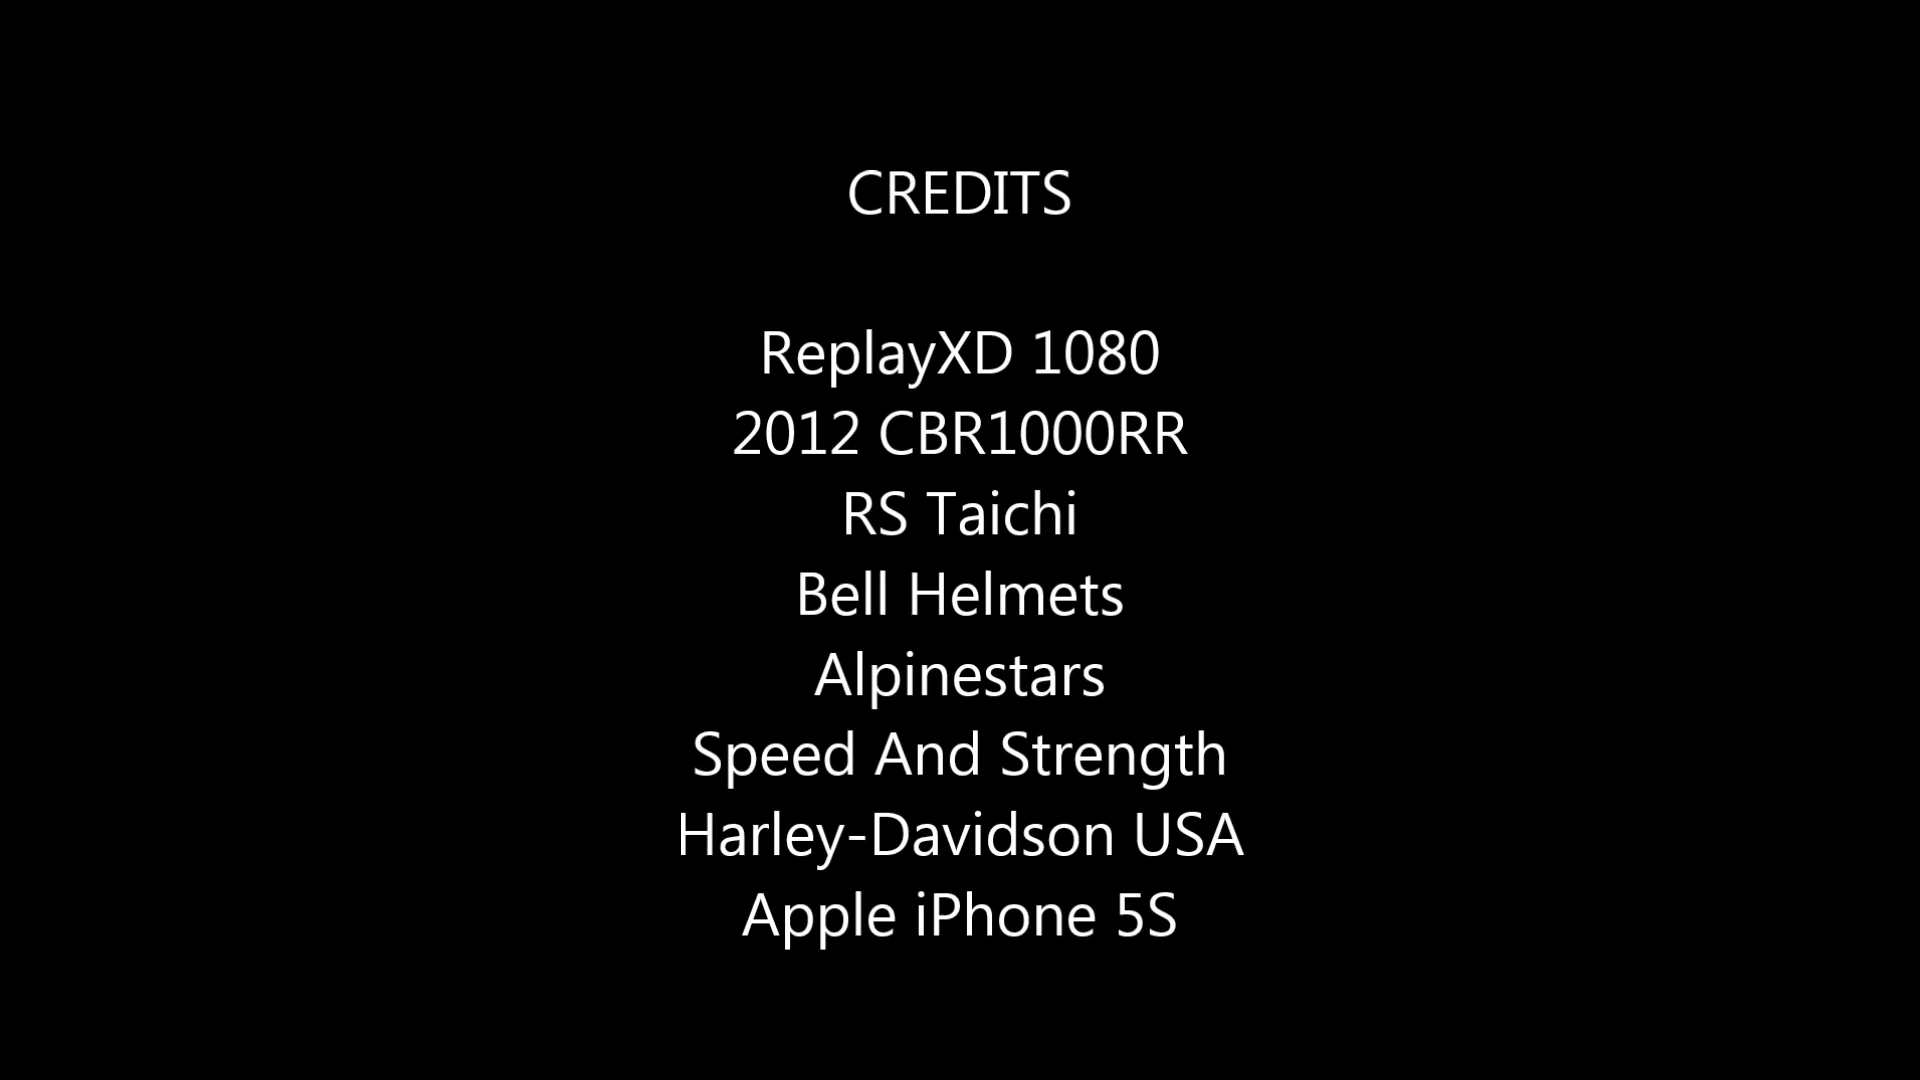 CREDITS
ReplayXD 1080
2012 CBR1000RR
RS Taichi
Bell Helmets
Alpinestars
Speed And Strength
Harley-Davidson USA
Apple iPhone 5S